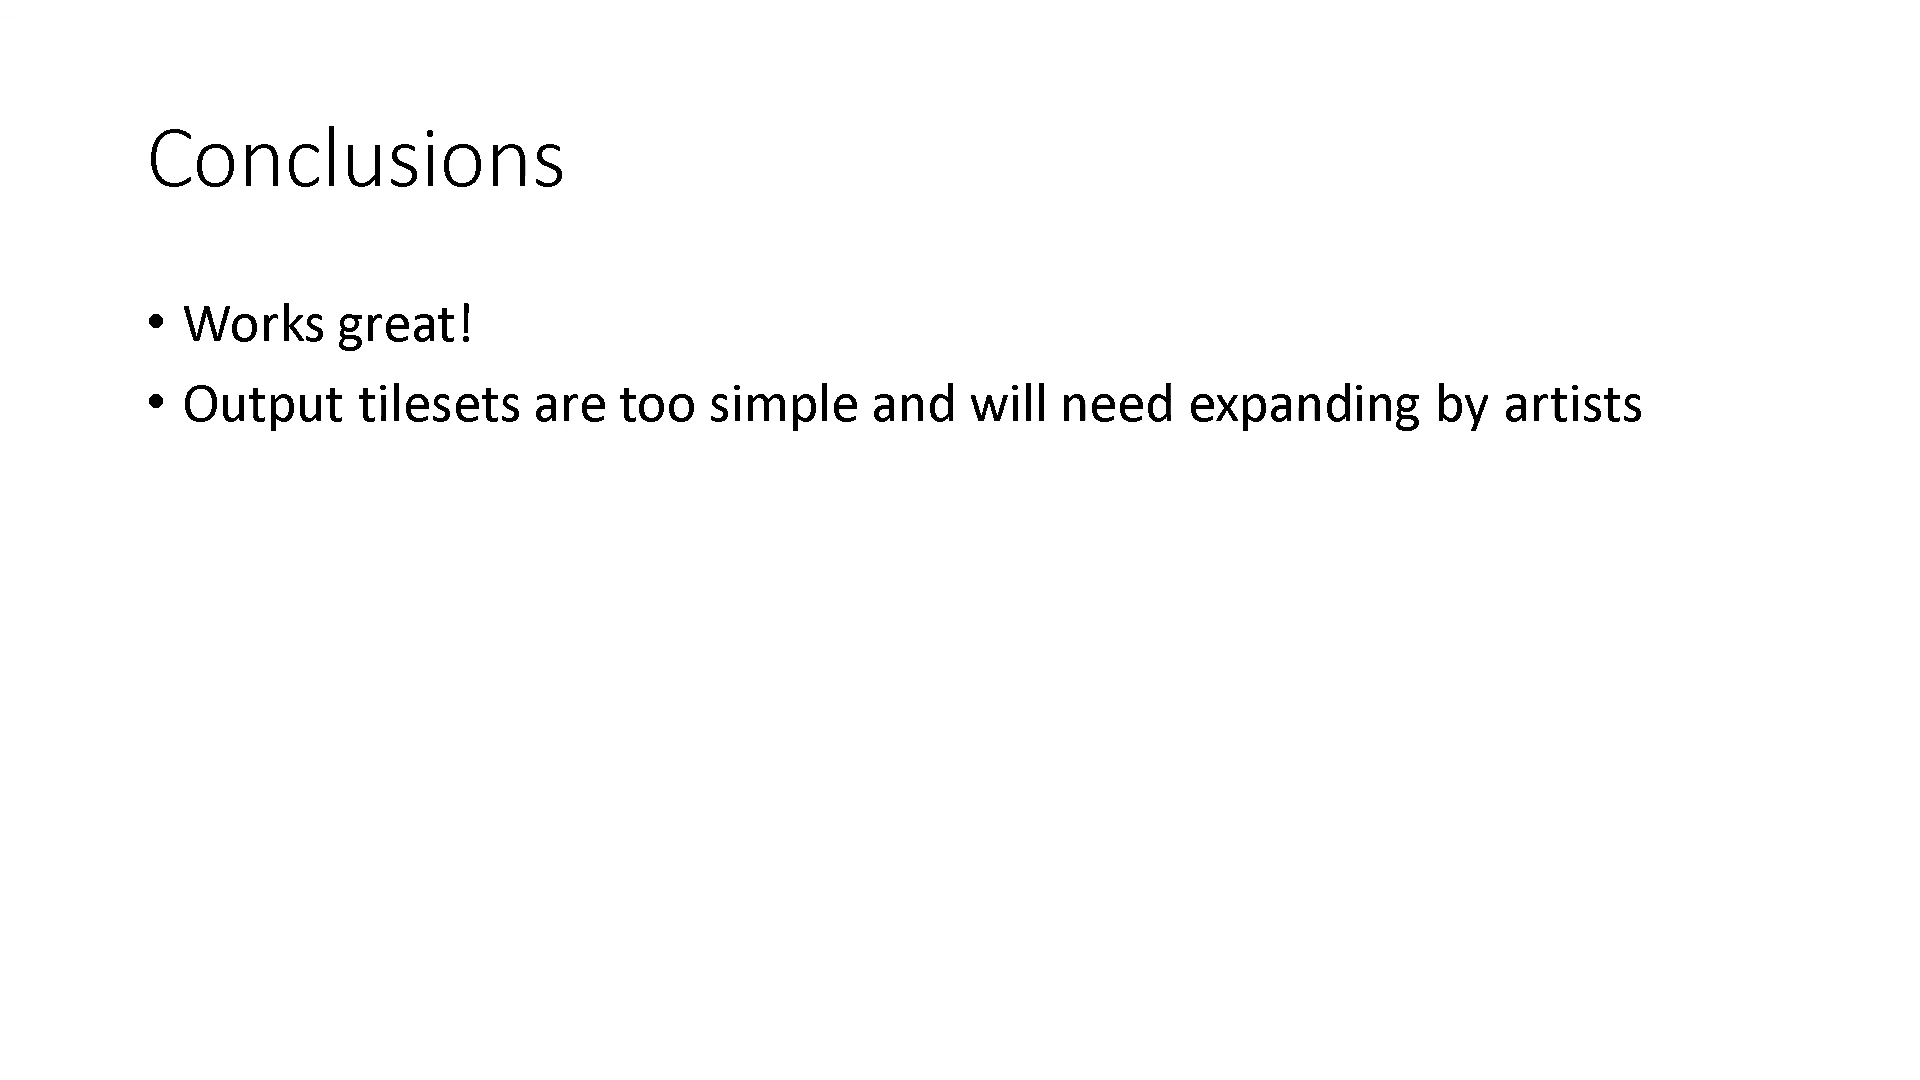 Conclusions
• Works great!
• Output tilesets are too simple and will need expanding by artists